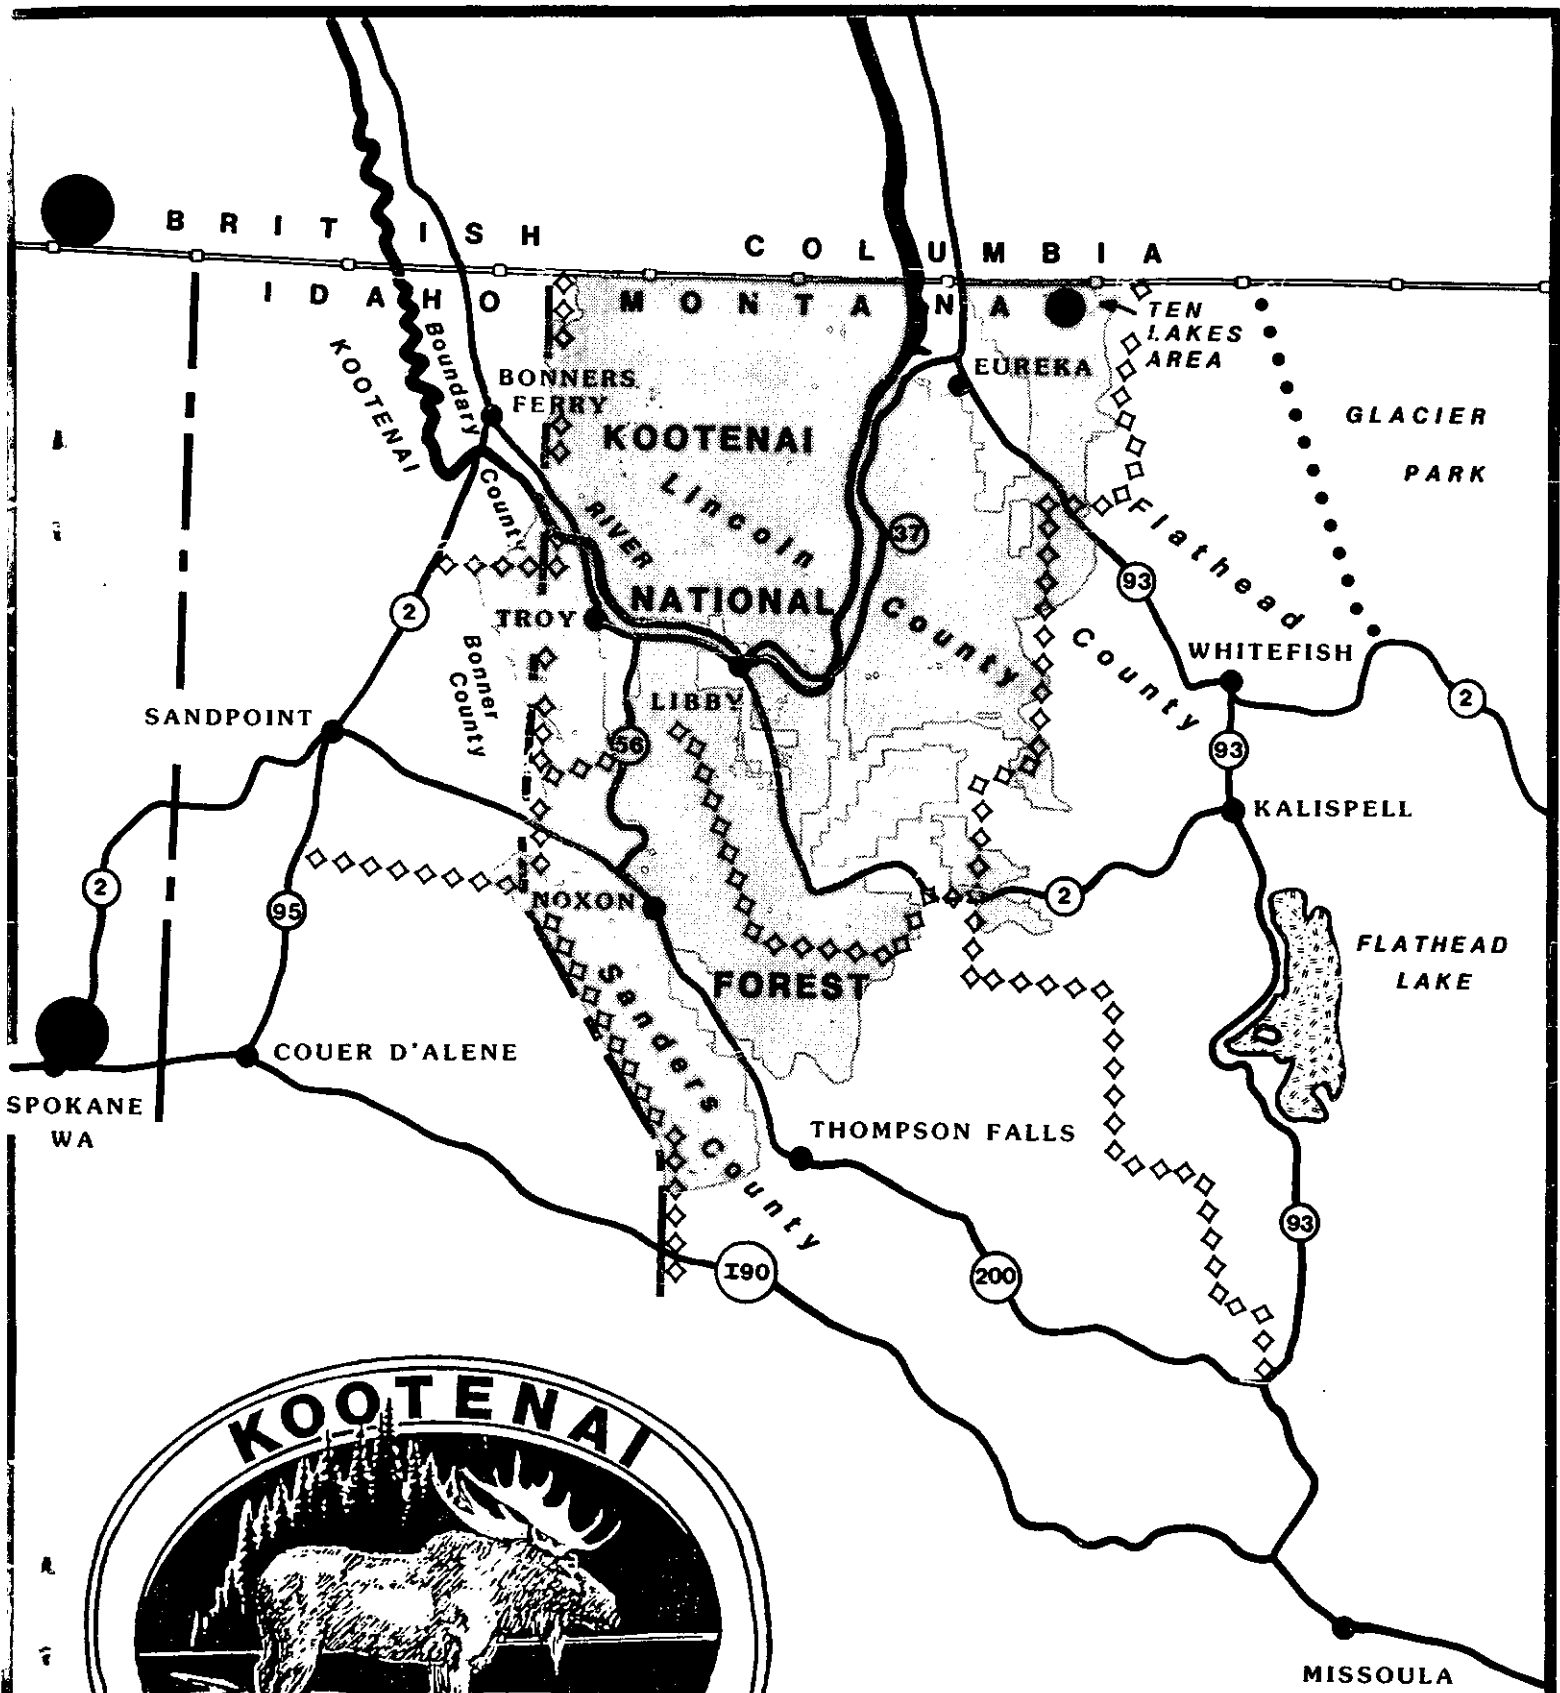 BRITISH COLUMBIA
IDAHO MONTANA
TEN
LAKES
AREA
KOOTENAI
Boundary
BONNERS
FERRY
EUREKA
GLACIER
PARK
KOOTENAI
Lincoln
County
RIVER
37
Flathead
93
2
TROY
NATIONAL
County
County
WHITEFISH
Bonner
County
SANDPOINT
LIBBY
2
56
93
KALISPELL
2
95
NOXON
2
FLATHEAD
LAKE
Sanders
FOREST
COUER D'ALENE
SPOKANE
WA
THOMPSON FALLS
County
93
I90
200
KOOTENAI
MISSOULA